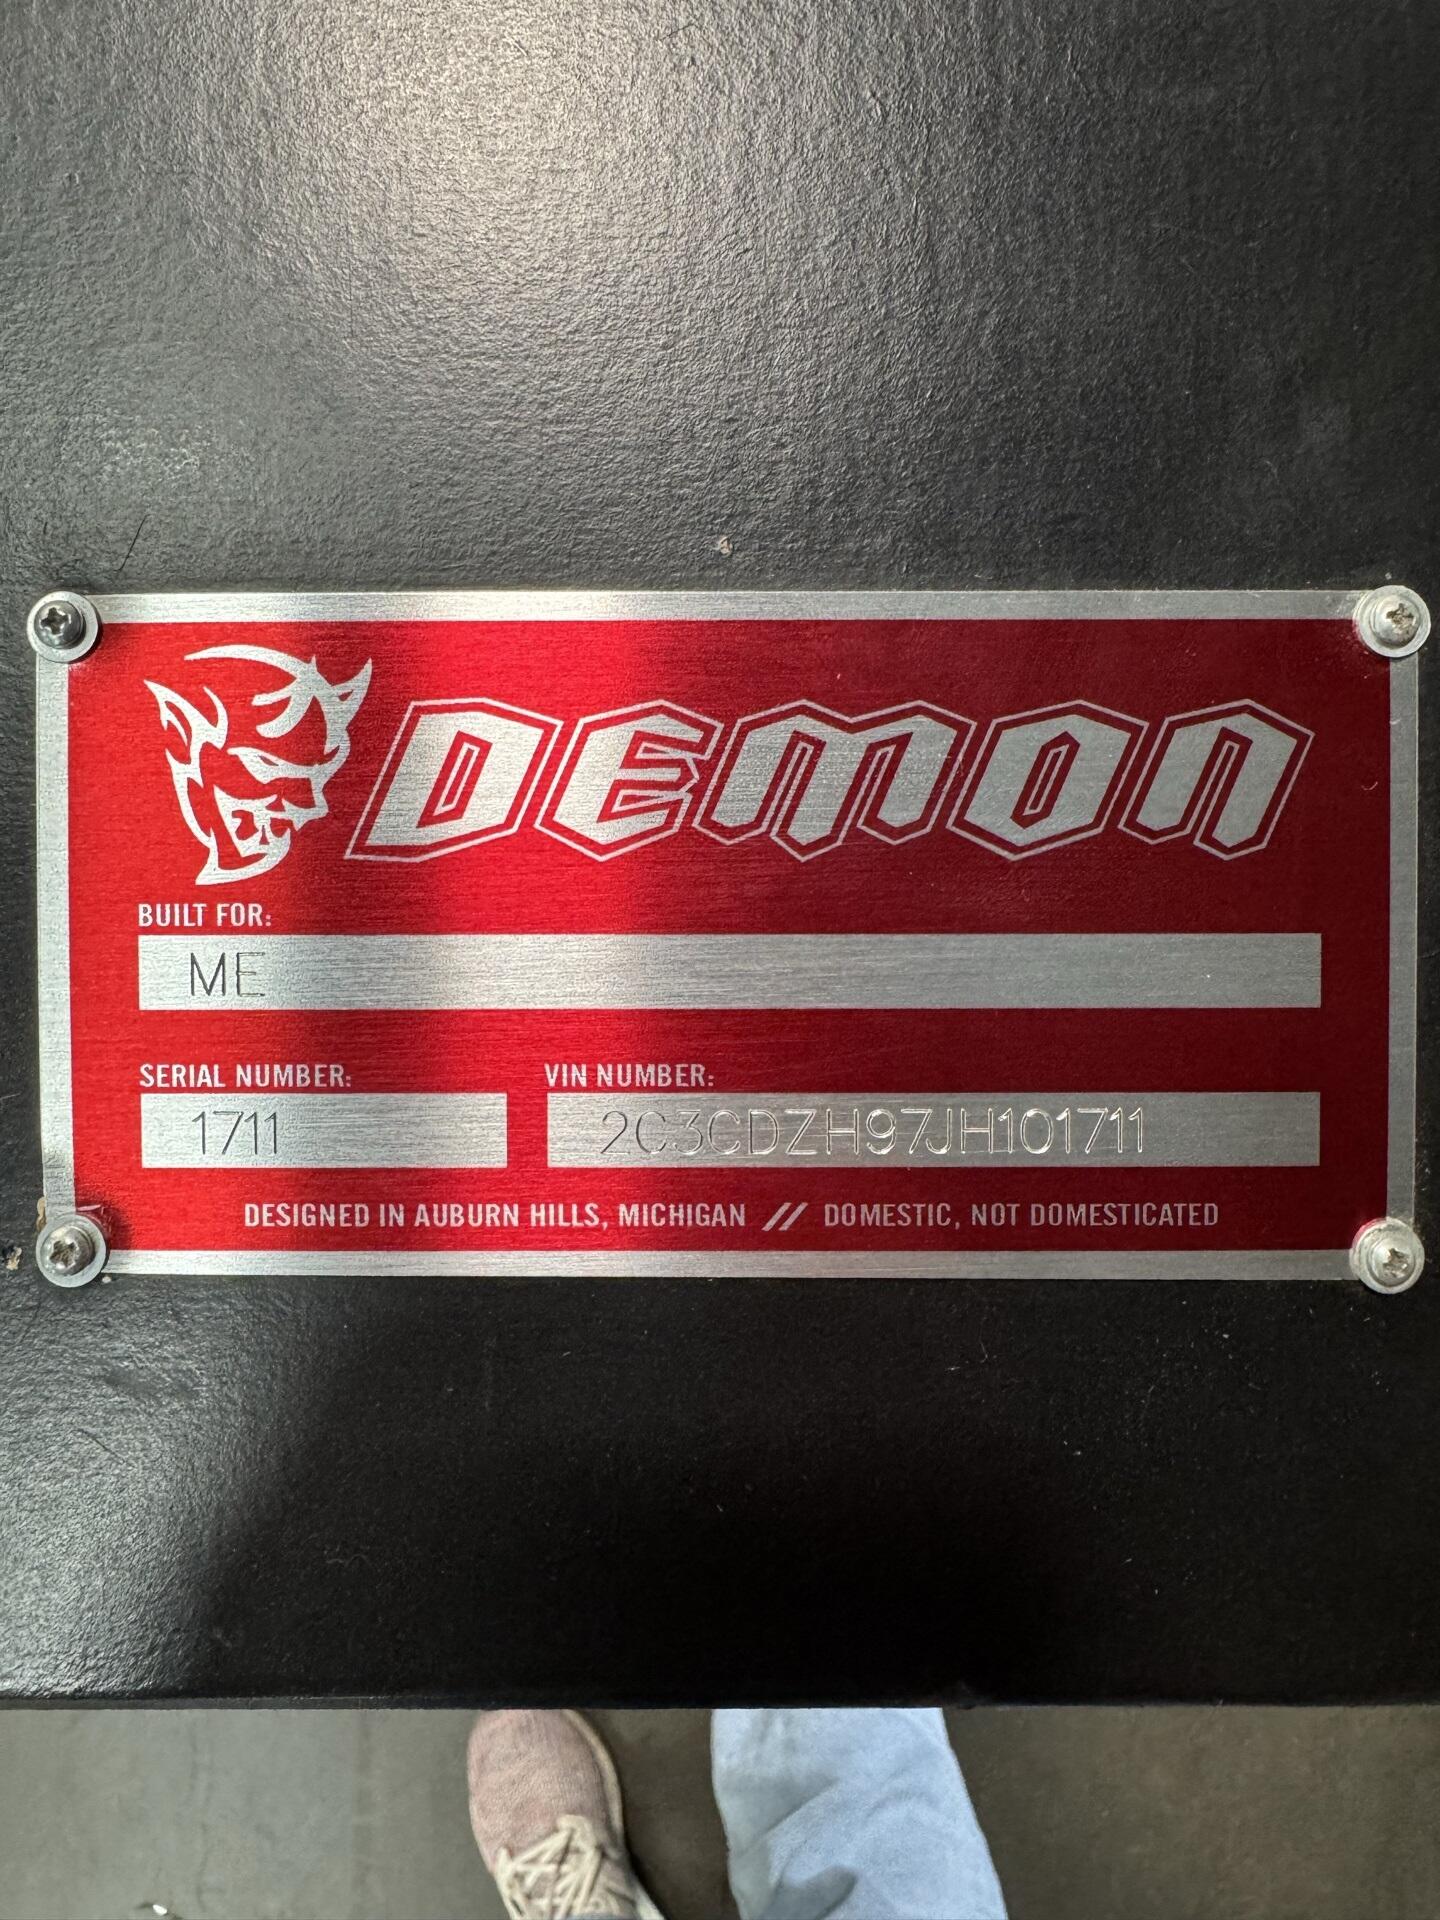 DEMON
BUILT FOR:
ME
SERIAL NUMBER: VIN NUMBER:
1711 2C3CDZH97JH101711
DESIGNED IN AUBURN HILLS, MICHIGAN // DOMESTIC, NOT DOMESTICATED